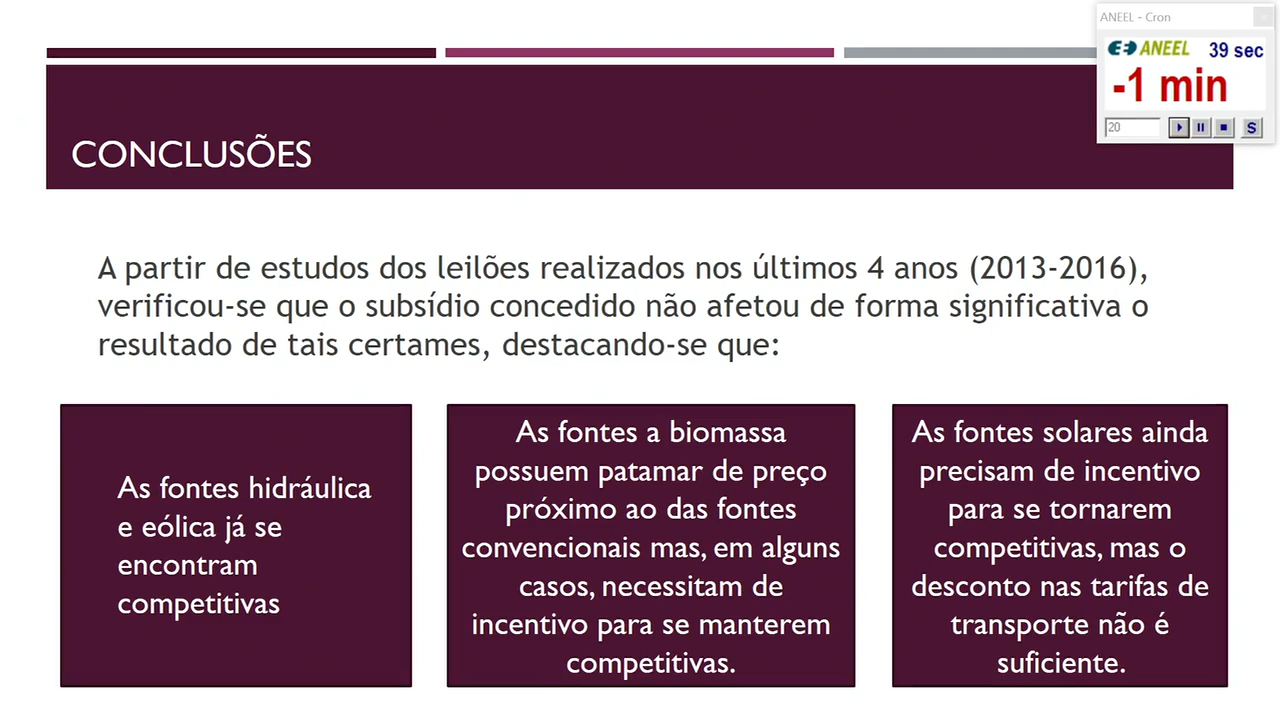 ANEEL - Cron
ANEEL 39 sec
-1 min
20
S
CONCLUSÕES
A partir de estudos dos leilões realizados nos últimos 4 anos (2013-2016),
verificou-se que o subsídio concedido não afetou de forma significativa o
resultado de tais certames, destacando-se que:
As fontes hidráulica
e eólica já se
encontram
competitivas
As fontes a biomassa
possuem patamar de preço
próximo ao das fontes
convencionais mas, em alguns
casos, necessitam de
incentivo para se manterem
competitivas.
As fontes solares ainda
precisam de incentivo
para se tornarem
competitivas, mas o
desconto nas tarifas de
transporte não é
suficiente.